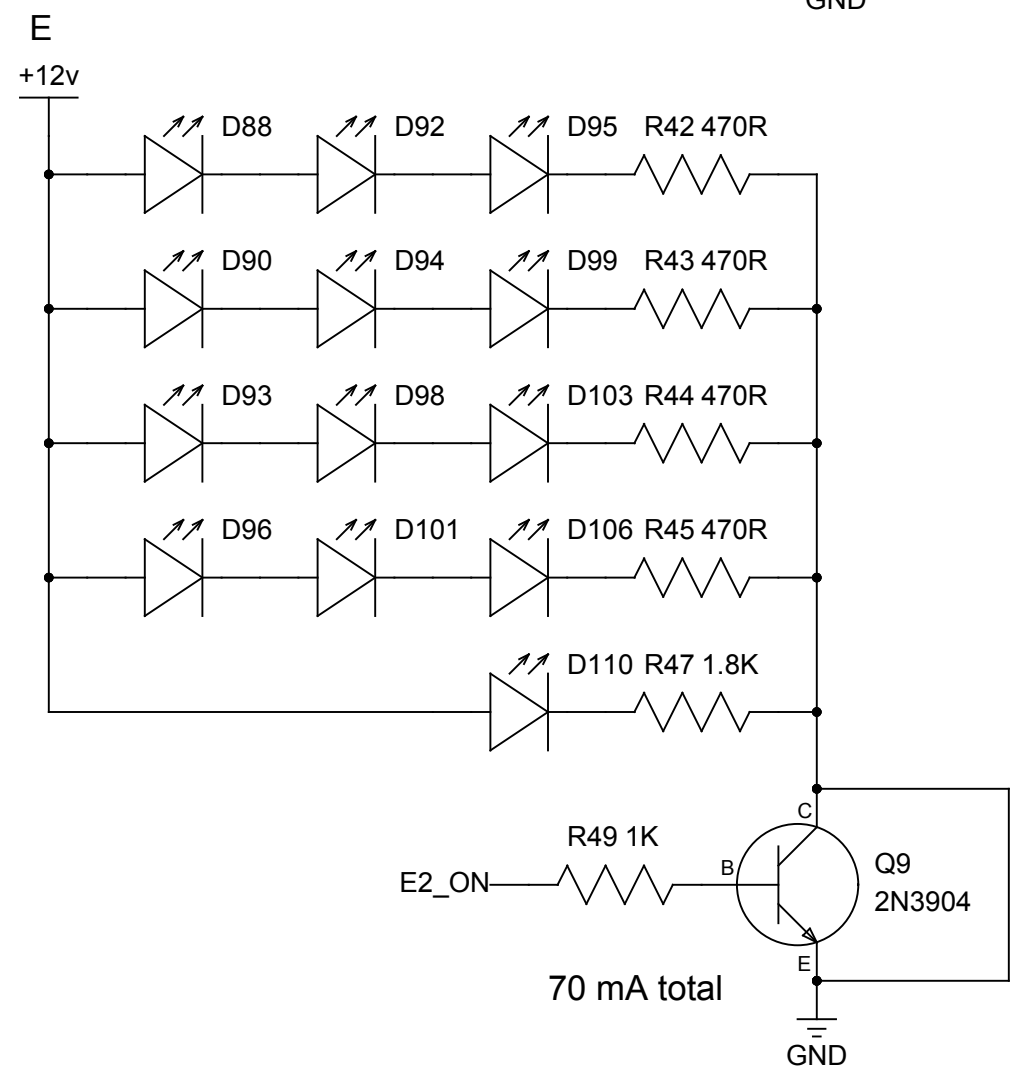 GND
E
+12v
D88 D92 D95 R42 470R
D90 D94 D99 R43 470R
D93 D98 D103 R44 470R
D96 D101 D106 R45 470R
D110 R47 1.8K
C
R49 1K
B
Q9
E2_ON
2N3904
E
70 mA total
GND